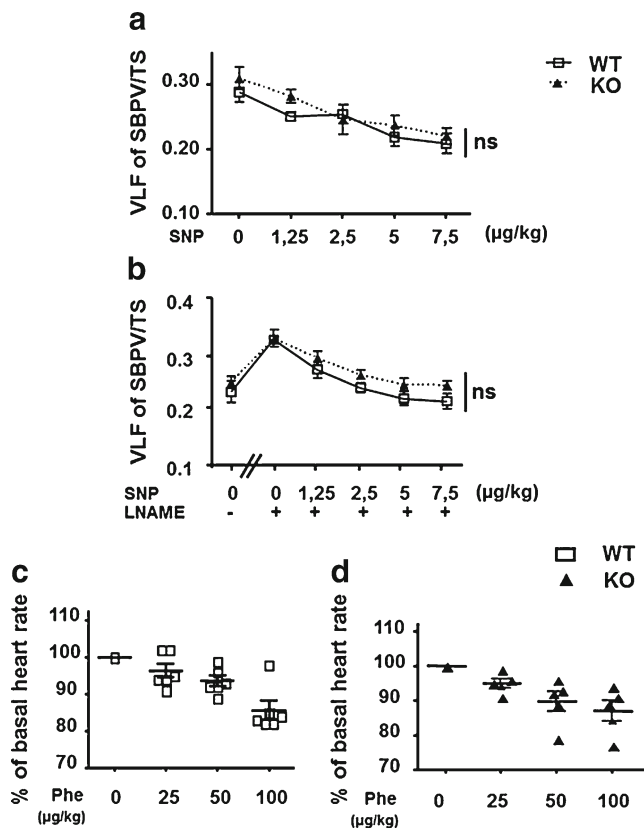 a
VLF of SBPV/TS
0.30
0.20
0.10
SNP 0 1,25 2,5 5 7,5 (µg/kg)
ns
WT
KO
b
VLF of SBPV/TS
0.4
0.3
0.2
0.1
SNP 0 0 1,25 2,5 5 7,5 (µg/kg)
LNAME - + + + + +
ns
WT
KO
c
% of basal heart rate
110
100
90
80
70
Phe 0 25 50 100
(µg/kg)
d
% of basal heart rate
110
100
90
80
70
Phe 0 25 50 100
(µg/kg)